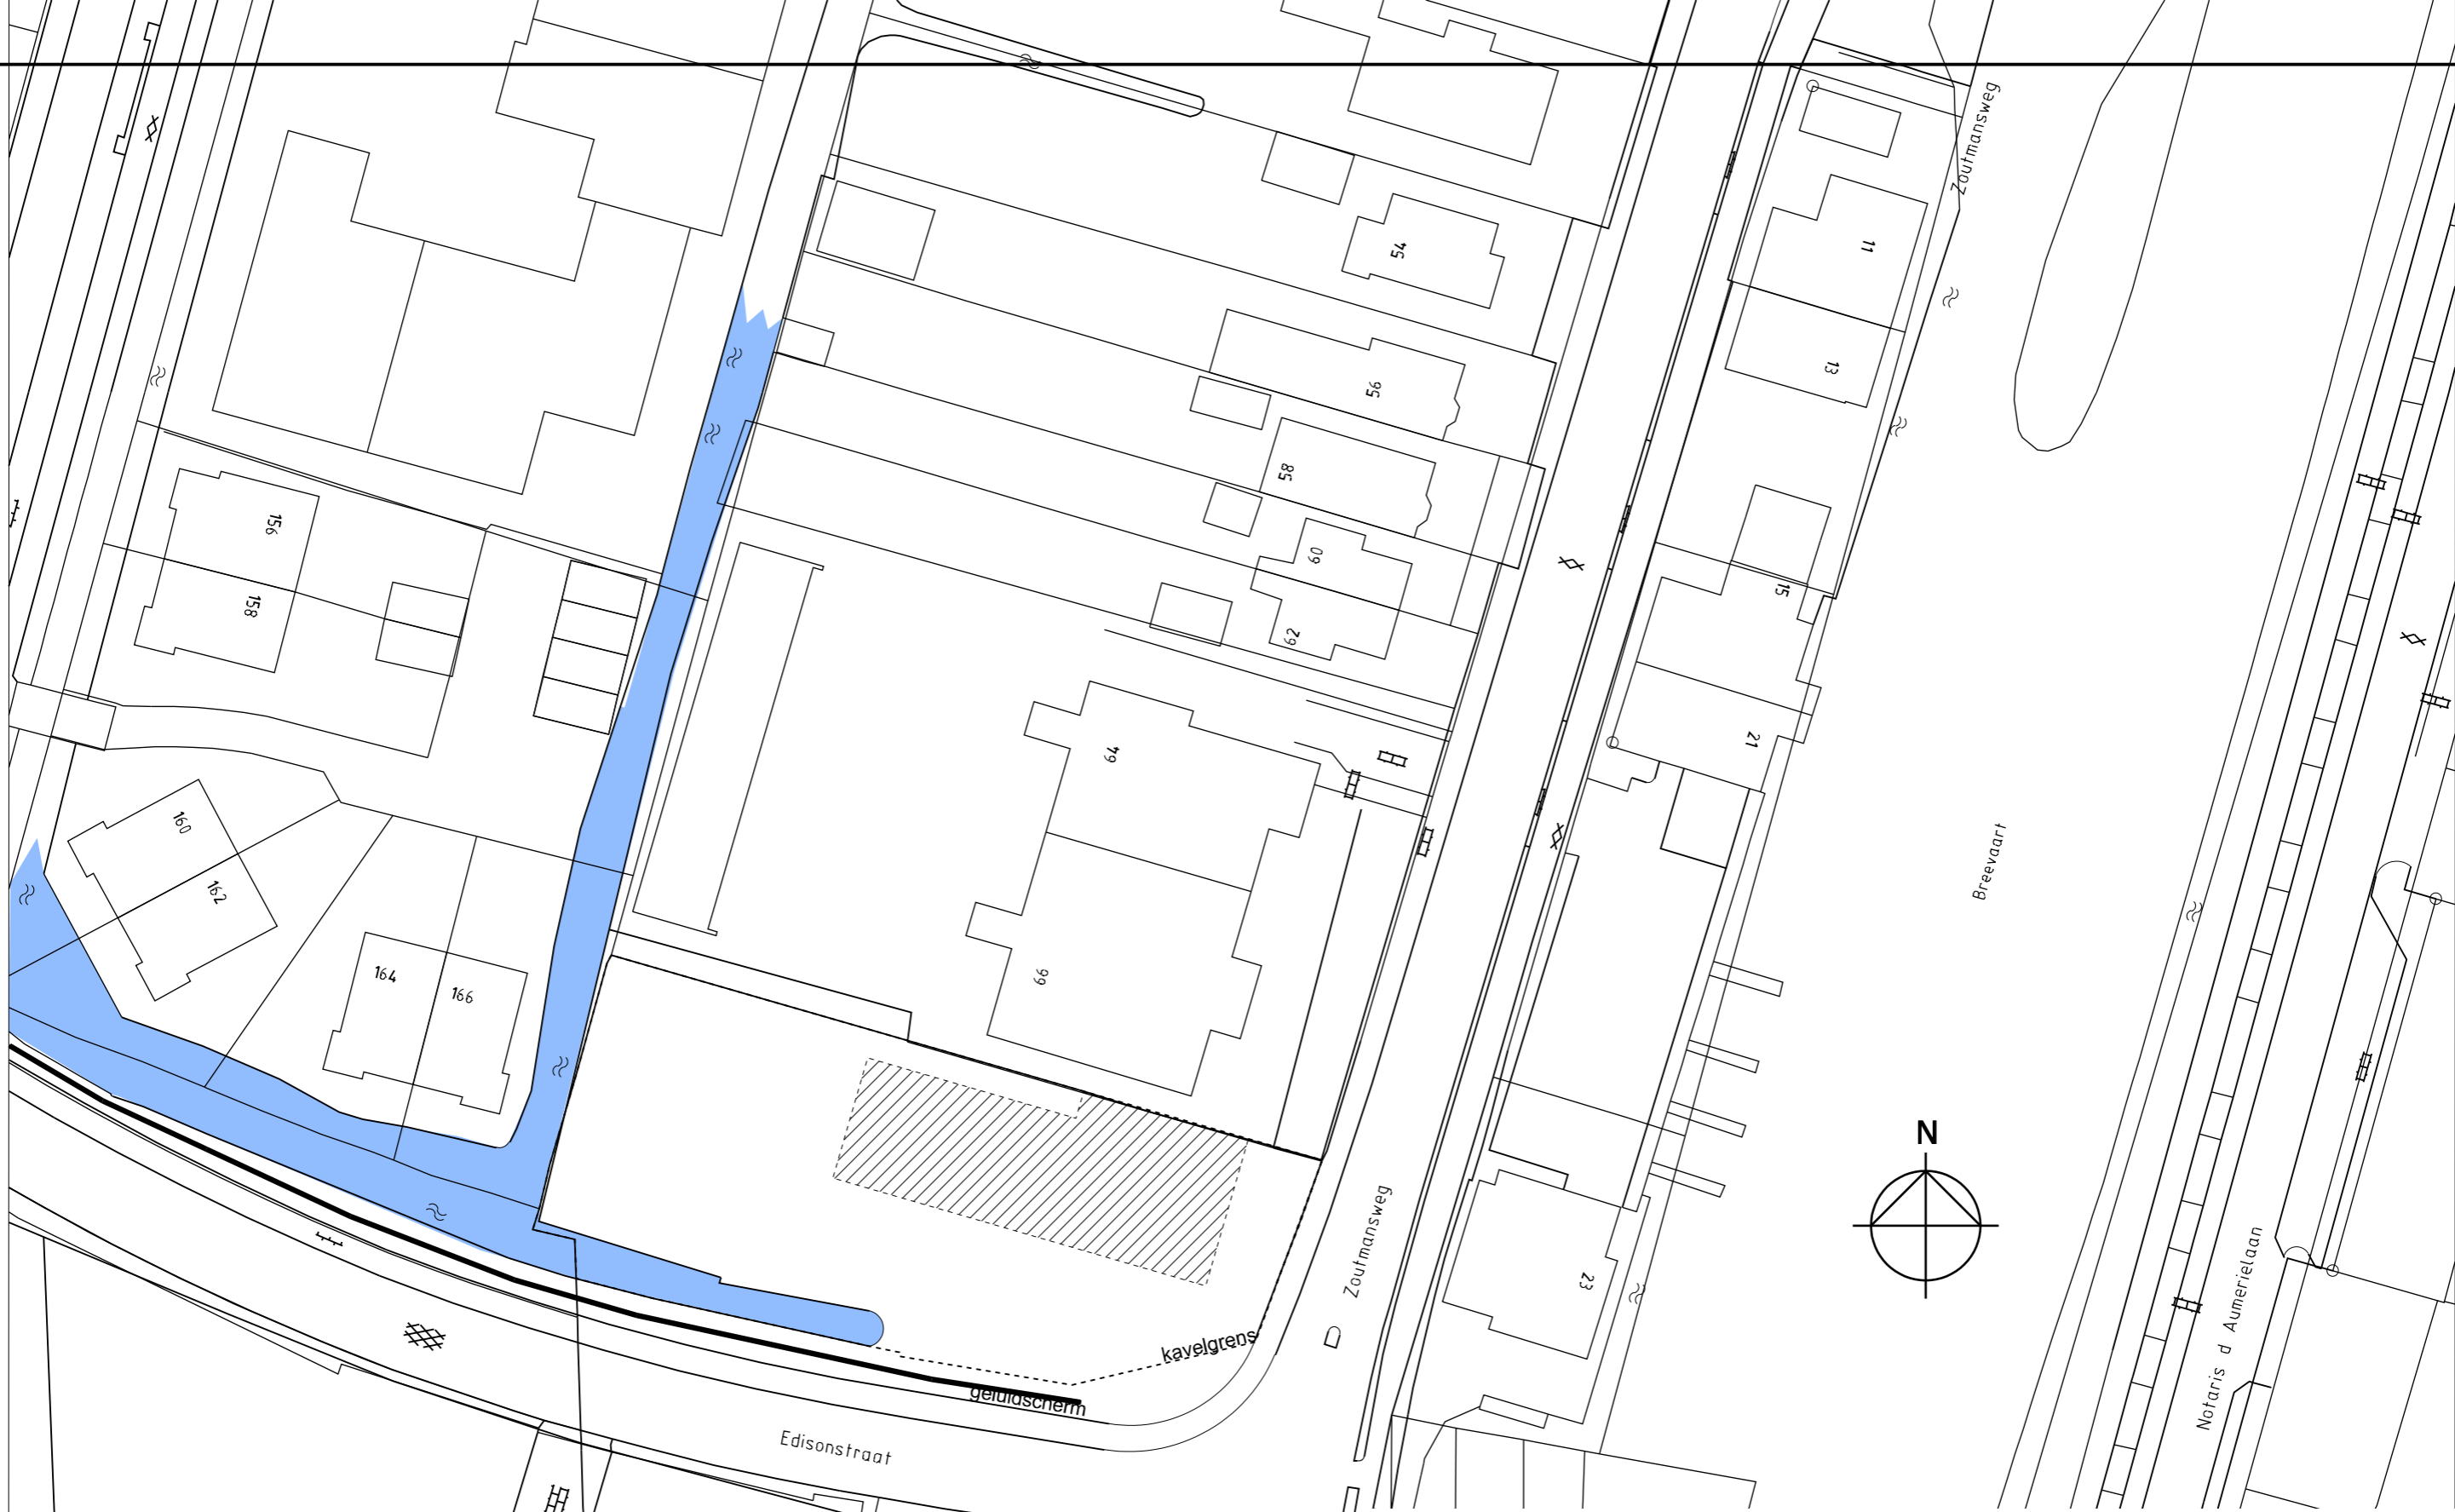 Zoutmansweg
11
54
13
56
58
156
60
15
158
62
64
21
160
Breevaart
162
164
66
166
N
Zoutmansweg
23
Notaris d Aumerielaan
kavelgrens
geluidscherm
Edisonstraat